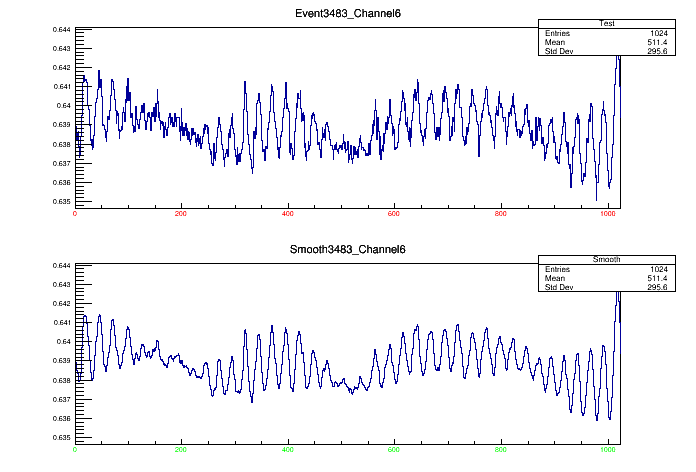 Event3483_Channel6
Test
Entries 1024
Mean 511.4
Std Dev 295.6
0.644
0.643
0.642
0.641
0.64
0.639
0.638
0.637
0.636
0.635
0 200 400 600 800 1000
Smooth3483_Channel6
Smooth
Entries 1024
Mean 511.4
Std Dev 295.6
0.644
0.643
0.642
0.641
0.64
0.639
0.638
0.637
0.636
0.635
0 200 400 600 800 1000